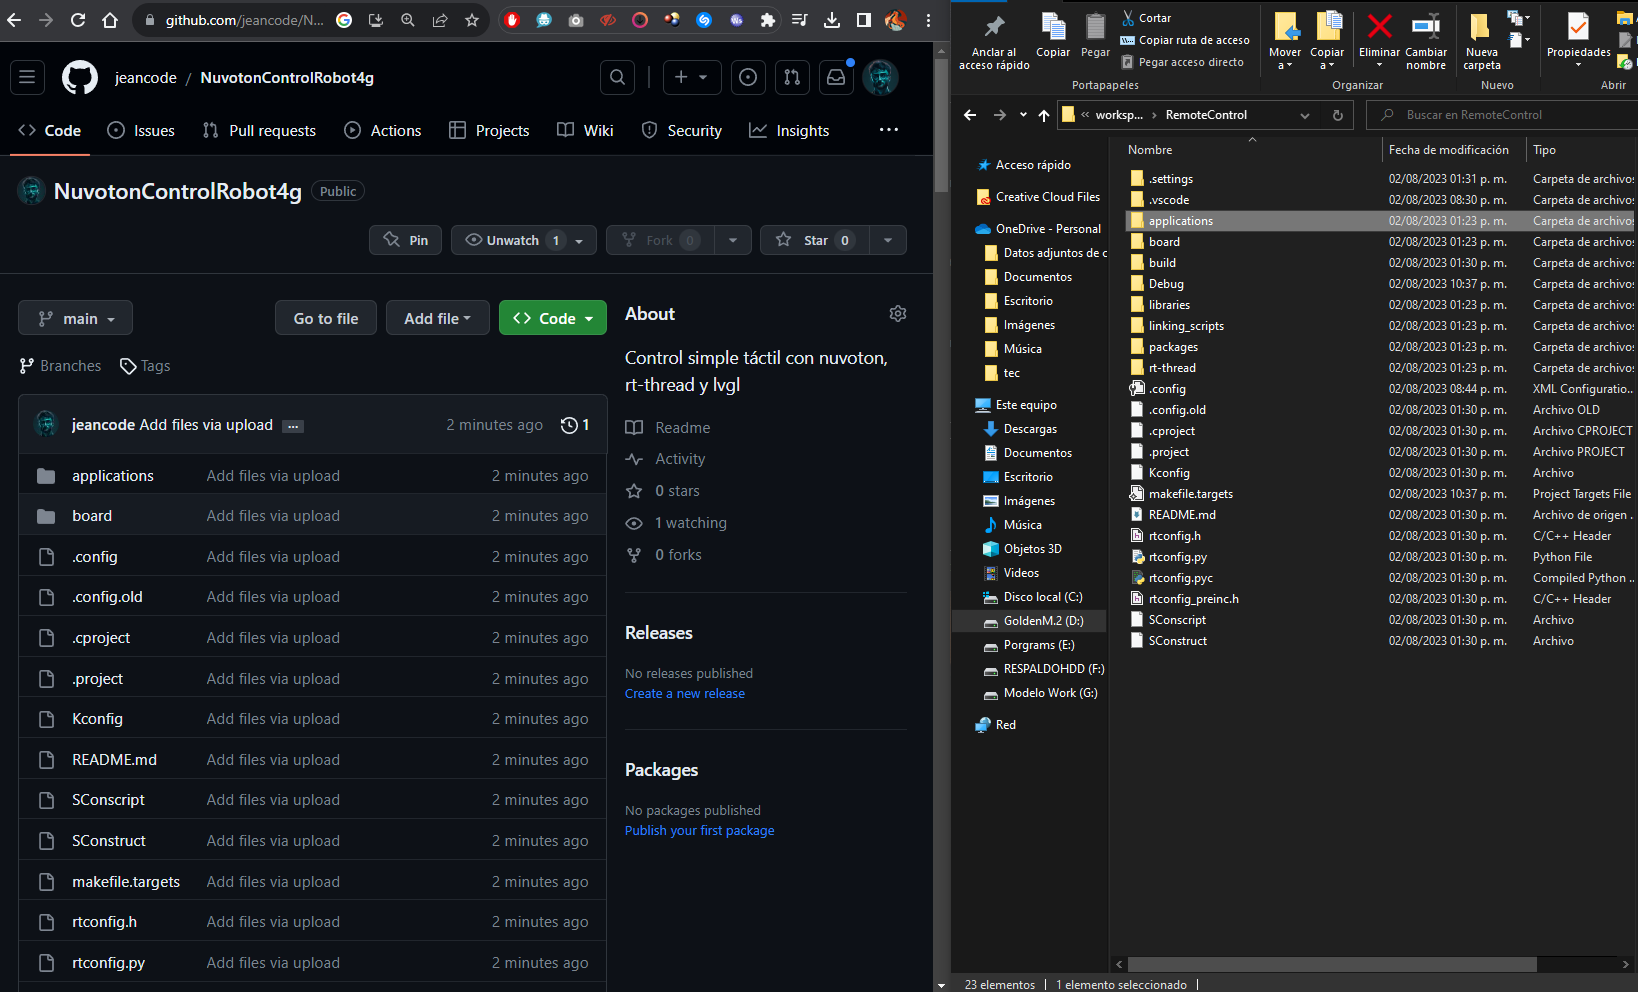 github.com/jeancode/N...
jeancode / NuvotonControlRobot4g
Code Issues Pull requests Actions Projects Wiki Security Insights ...
NuvotonControlRobot4g Public
Pin Unwatch 1 Fork 0 Star 0
main Go to file Add file Code
Branches Tags
jeancode Add files via upload ... 2 minutes ago 1
applications Add files via upload 2 minutes ago
board Add files via upload 2 minutes ago
.config Add files via upload 2 minutes ago
.config.old Add files via upload 2 minutes ago
.cproject Add files via upload 2 minutes ago
.project Add files via upload 2 minutes ago
Kconfig Add files via upload 2 minutes ago
README.md Add files via upload 2 minutes ago
SConscript Add files via upload 2 minutes ago
SConstruct Add files via upload 2 minutes ago
makefile.targets Add files via upload 2 minutes ago
rtconfig.h Add files via upload 2 minutes ago
rtconfig.py Add files via upload 2 minutes ago
About
Control simple táctil con nuvoton,
rt-thread y lvgl
Readme
Activity
0 stars
1 watching
0 forks
Releases
No releases published
Create a new release
Packages
No packages published
Publish your first package
Anclar al
acceso rápido
Copiar
Pegar
Cortar
Copiar ruta de acceso
Pegar acceso directo
Portapapeles
Mover
a
Copiar
a
Eliminar
Cambiar
nombre
Organizar
Nueva
carpeta
Nuevo
Propiedades
Abrir
« worksp... › RemoteControl
Buscar en RemoteControl
Acceso rápido
Creative Cloud Files
OneDrive - Personal
Datos adjuntos de c
Documentos
Escritorio
Imágenes
Música
tec
Este equipo
Descargas
Documentos
Escritorio
Imágenes
Música
Objetos 3D
Videos
Disco local (C:)
GoldenM.2 (D:)
Porgrams (E:)
RESPALDOHDD (F:)
Modelo Work (G:)
Red
Nombre Fecha de modificación Tipo
.settings 02/08/2023 01:31 p. m. Carpeta de archivos
.vscode 02/08/2023 08:30 p. m. Carpeta de archivos
applications 02/08/2023 01:23 p. m. Carpeta de archivos
board 02/08/2023 01:23 p. m. Carpeta de archivos
build 02/08/2023 01:30 p. m. Carpeta de archivos
Debug 02/08/2023 10:37 p. m. Carpeta de archivos
libraries 02/08/2023 01:23 p. m. Carpeta de archivos
linking_scripts 02/08/2023 01:23 p. m. Carpeta de archivos
packages 02/08/2023 01:23 p. m. Carpeta de archivos
rt-thread 02/08/2023 01:23 p. m. Carpeta de archivos
.config 02/08/2023 08:44 p. m. XML Configuratio...
.config.old 02/08/2023 01:30 p. m. Archivo OLD
.cproject 02/08/2023 01:30 p. m. Archivo CPROJECT
.project 02/08/2023 01:30 p. m. Archivo PROJECT
Kconfig 02/08/2023 01:30 p. m. Archivo
makefile.targets 02/08/2023 10:37 p. m. Project Targets File
README.md 02/08/2023 01:30 p. m. Archivo de origen ...
rtconfig.h 02/08/2023 01:30 p. m. C/C++ Header
rtconfig.py 02/08/2023 01:30 p. m. Python File
rtconfig.pyc 02/08/2023 01:30 p. m. Compiled Python ...
rtconfig_preinc.h 02/08/2023 01:30 p. m. C/C++ Header
SConscript 02/08/2023 01:30 p. m. Archivo
SConstruct 02/08/2023 01:30 p. m. Archivo
23 elementos 1 elemento seleccionado